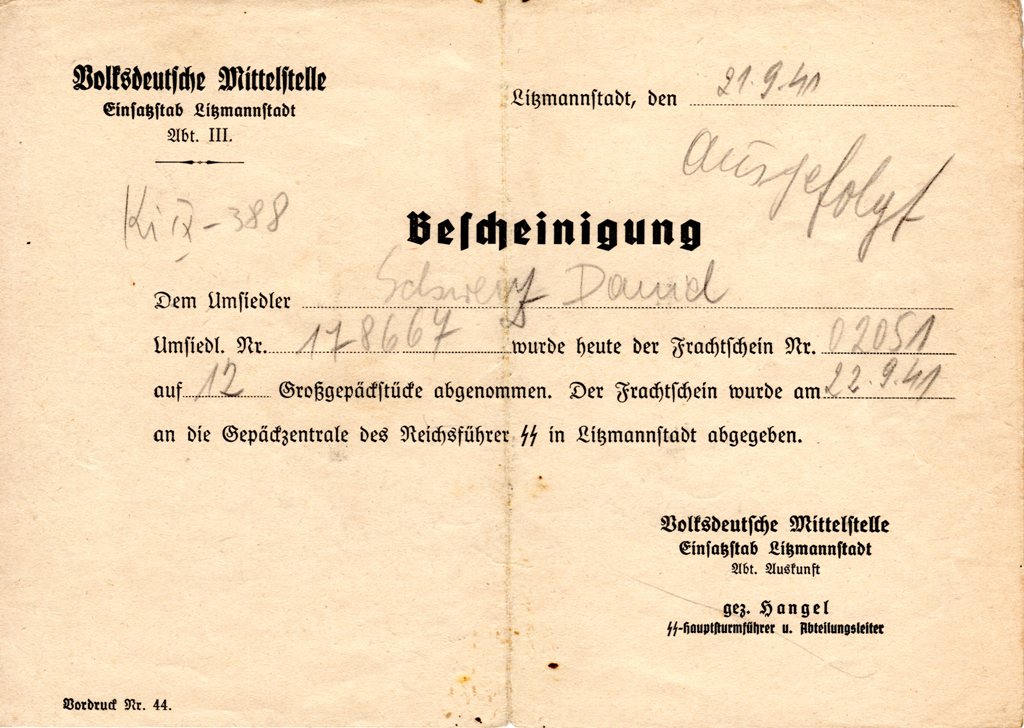 Volksdeutsche Mittelstelle
Einsatzstab Litzmannstadt
Abt. III.
Litzmannstadt, den 21.9.41
Ausgefolgt
Ki IX - 388
Bescheinigung
Dem Umsiedler Daniel
Umsiedl. Nr. 178667 wurde heute der Frachtschein Nr. 02051
auf 12 Großgepäckstücke abgenommen. Der Frachtschein wurde am 22.9.41
an die Gepäckzentrale des Reichsführer SS in Litzmannstadt abgegeben.
Volksdeutsche Mittelstelle
Einsatzstab Litzmannstadt
Abt. Auskunft
gez. Hangel
SS-Hauptsturmführer u. Abteilungsleiter
Vordruck Nr. 44.